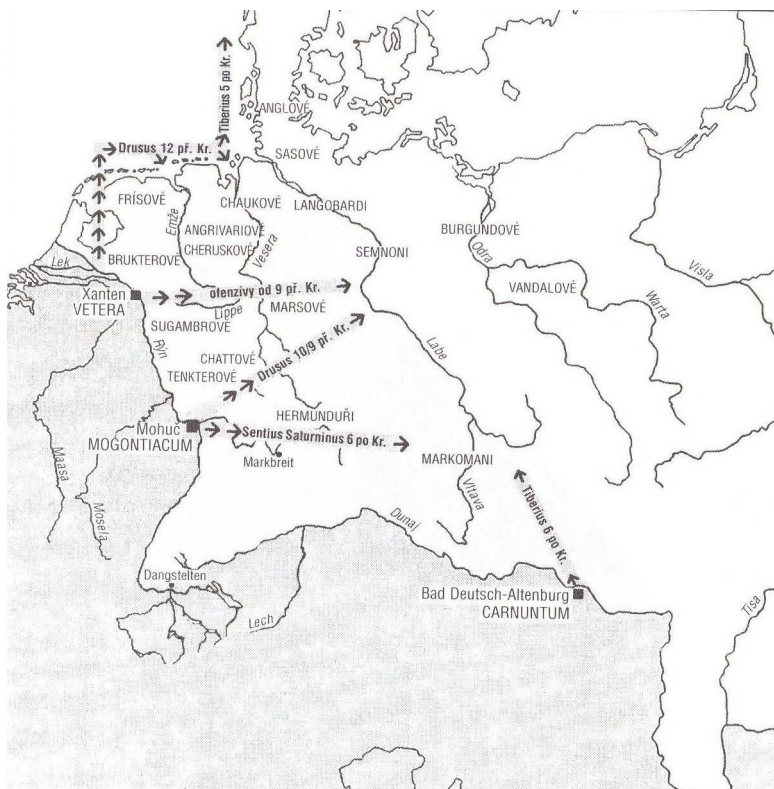 Tiberius 5 po Kr.
ANGLOVÉ
Drusus 12 př. Kr.
SASOVÉ
FRÍSOVÉ
Emže
CHAUKOVÉ
LANGOBARDI
ANGRIVARIOVÉ
CHERUSKOVÉ
Vesera
BURGUNDOVÉ
Odra
SEMNONI
Lek
BRUKTEROVÉ
Visla
Xanten
VETERA
ofenzívy od 9 př. Kr.
Lippe
MARSOVÉ
VANDALOVÉ
Warta
SUGAMBROVÉ
Rýn
CHATTOVÉ
TENKTEROVÉ
Drusus 10/9 př. Kr.
Labe
HERMUNDUŘI
Mohuč
MOGONTIACUM
Sentius Saturninus 6 po Kr.
Markbreit
MARKOMANI
Maasa
Mosela
Vltava
Dunaj
Tiberius 6 po Kr.
Dangstetten
Lech
Bad Deutsch-Altenburg
CARNUNTUM
Tisa